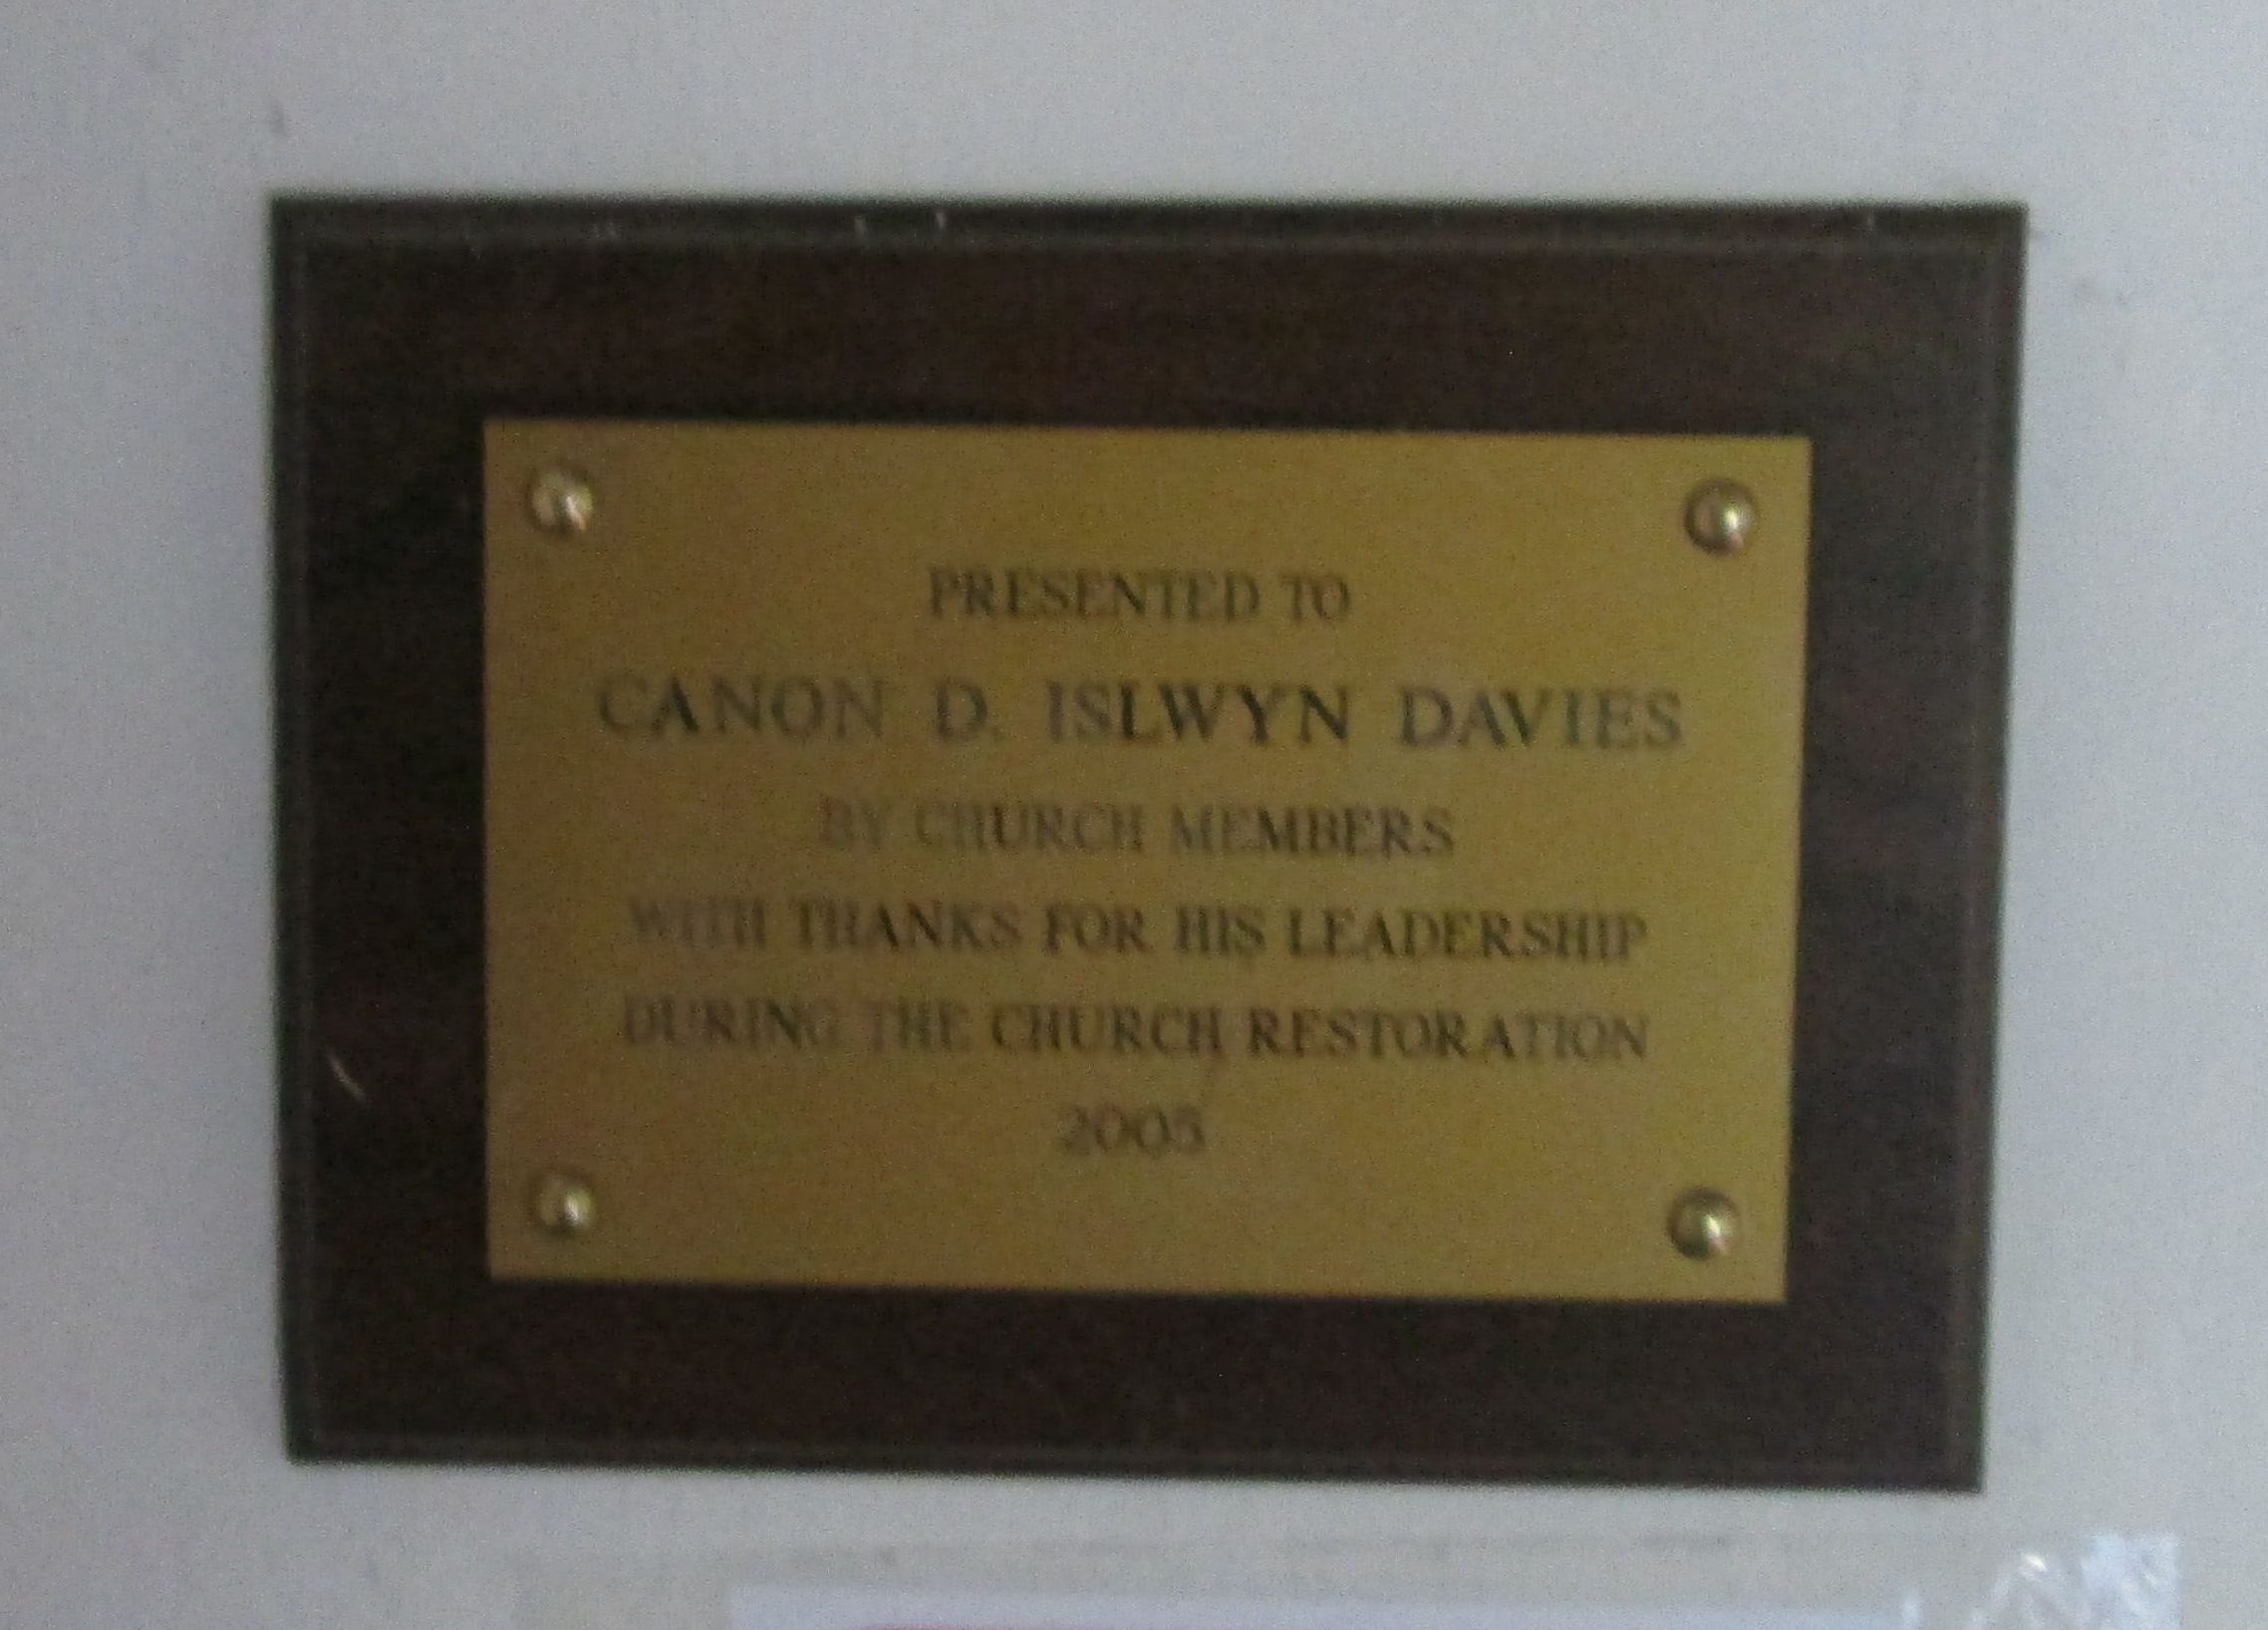 PRESENTED TO
CANON D. ISLWYN DAVIES
BY CHURCH MEMBERS
WITH THANKS FOR HIS LEADERSHIP
DURING THE CHURCH RESTORATION
2005